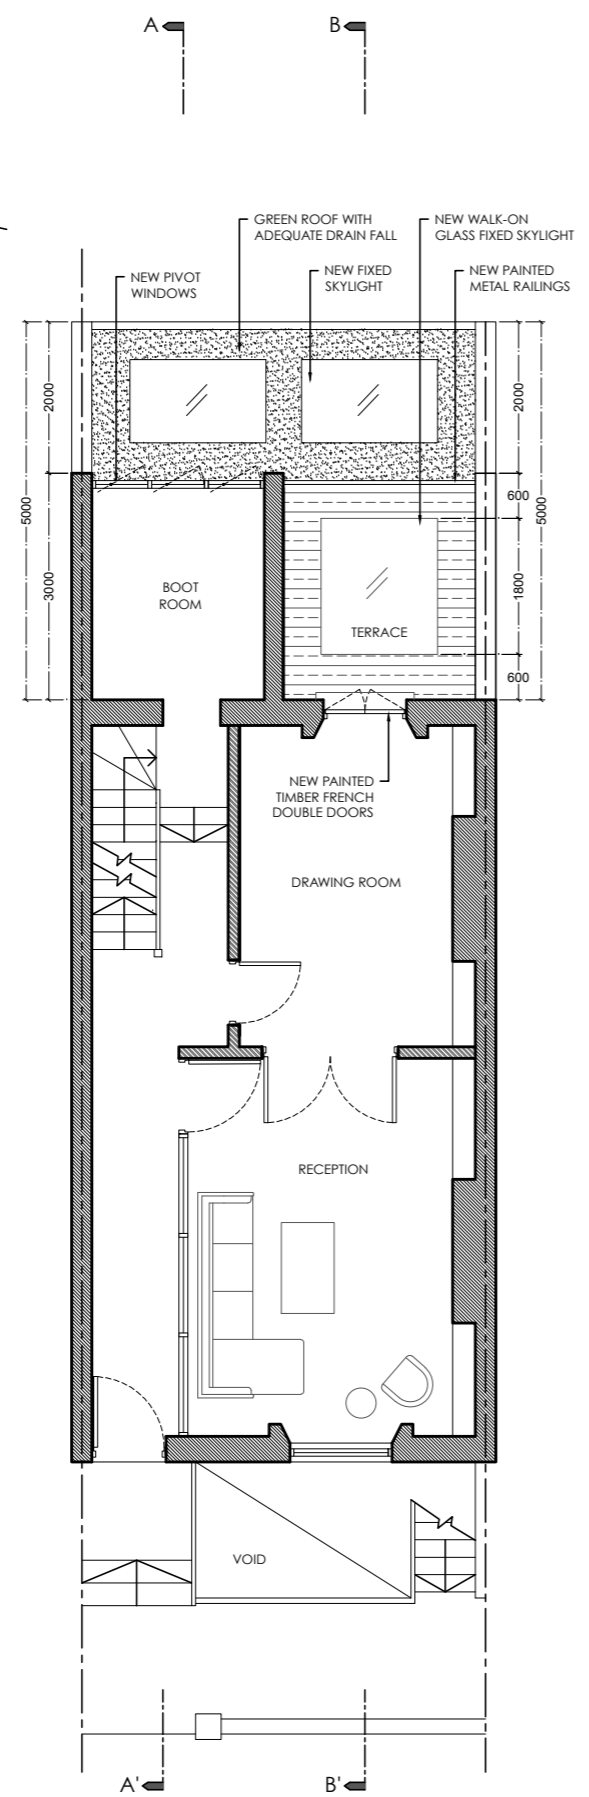 A
B
GREEN ROOF WITH
ADEQUATE DRAIN FALL
NEW WALK-ON
GLASS FIXED SKYLIGHT
NEW PIVOT
WINDOWS
NEW FIXED
SKYLIGHT
NEW PAINTED
METAL RAILINGS
2000
2000
5000
3000
600
5000
1800
600
BOOT
ROOM
TERRACE
NEW PAINTED
TIMBER FRENCH
DOUBLE DOORS
DRAWING ROOM
RECEPTION
VOID
A'
B'